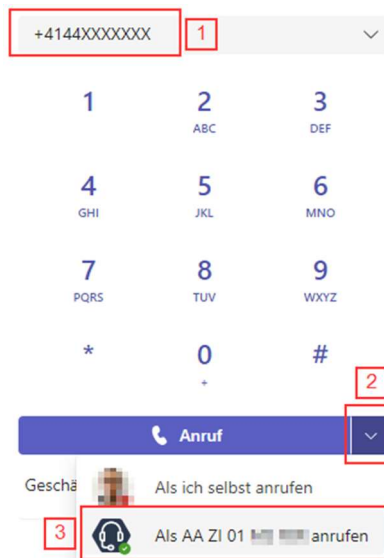 +4144XXXXXXX 1
1 2 3
ABC DEF
4 5 6
GHI JKL MNO
7 8 9
PQRS TUV WXYZ
* 0 #
+
2
Anruf
Geschä
Als ich selbst anrufen
3 Als AA ZI 01 anrufen